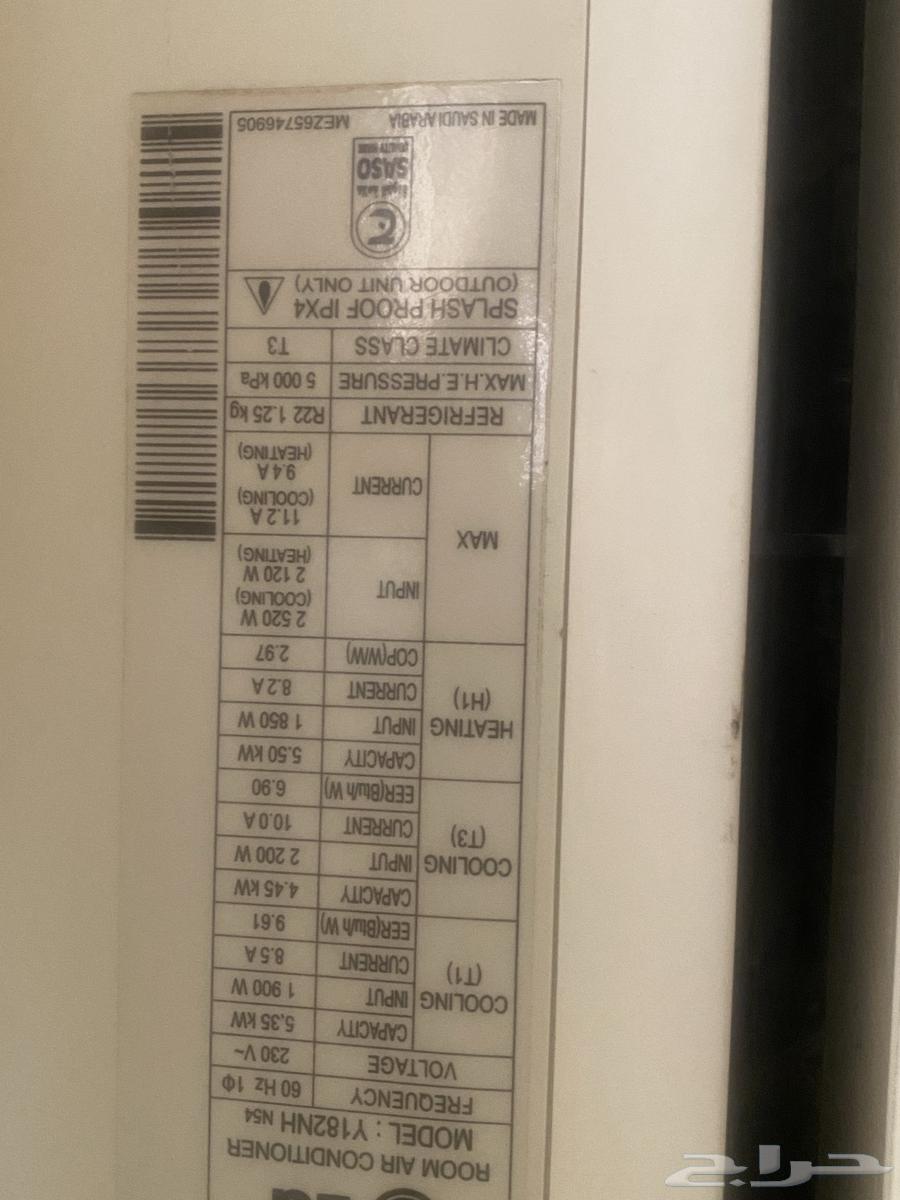 LG
ROOM AIR CONDITIONER
MODEL : Y182NH N54
FREQUENCY 60 Hz 1Φ
VOLTAGE 230 V~
COOLING (T1) CAPACITY 5,35 kW
INPUT 1 900 W
CURRENT 8.5 A
EER(Btu/h W) 9.61
COOLING (T3) CAPACITY 4.45 kW
INPUT 2 200 W
CURRENT 10.0 A
EER(Btu/h W) 6.90
HEATING (H1) CAPACITY 5.50 kW
INPUT 1 850 W
CURRENT 8.2 A
COP(W/W) 2.97
MAX INPUT 2 520 W
(COOLING)
2 120 W
(HEATING)
CURRENT 11.2 A
(COOLING)
9.4 A
(HEATING)
REFRIGERANT R22 1.25 kg
MAX.H.E.PRESSURE 5 000 kPa
CLIMATE CLASS T3
SPLASH PROOF IPX4
(OUTDOOR UNIT ONLY)
SASO
QUALITY MARK
MADE IN SAUDI ARABIA MEZ65746905
حراج